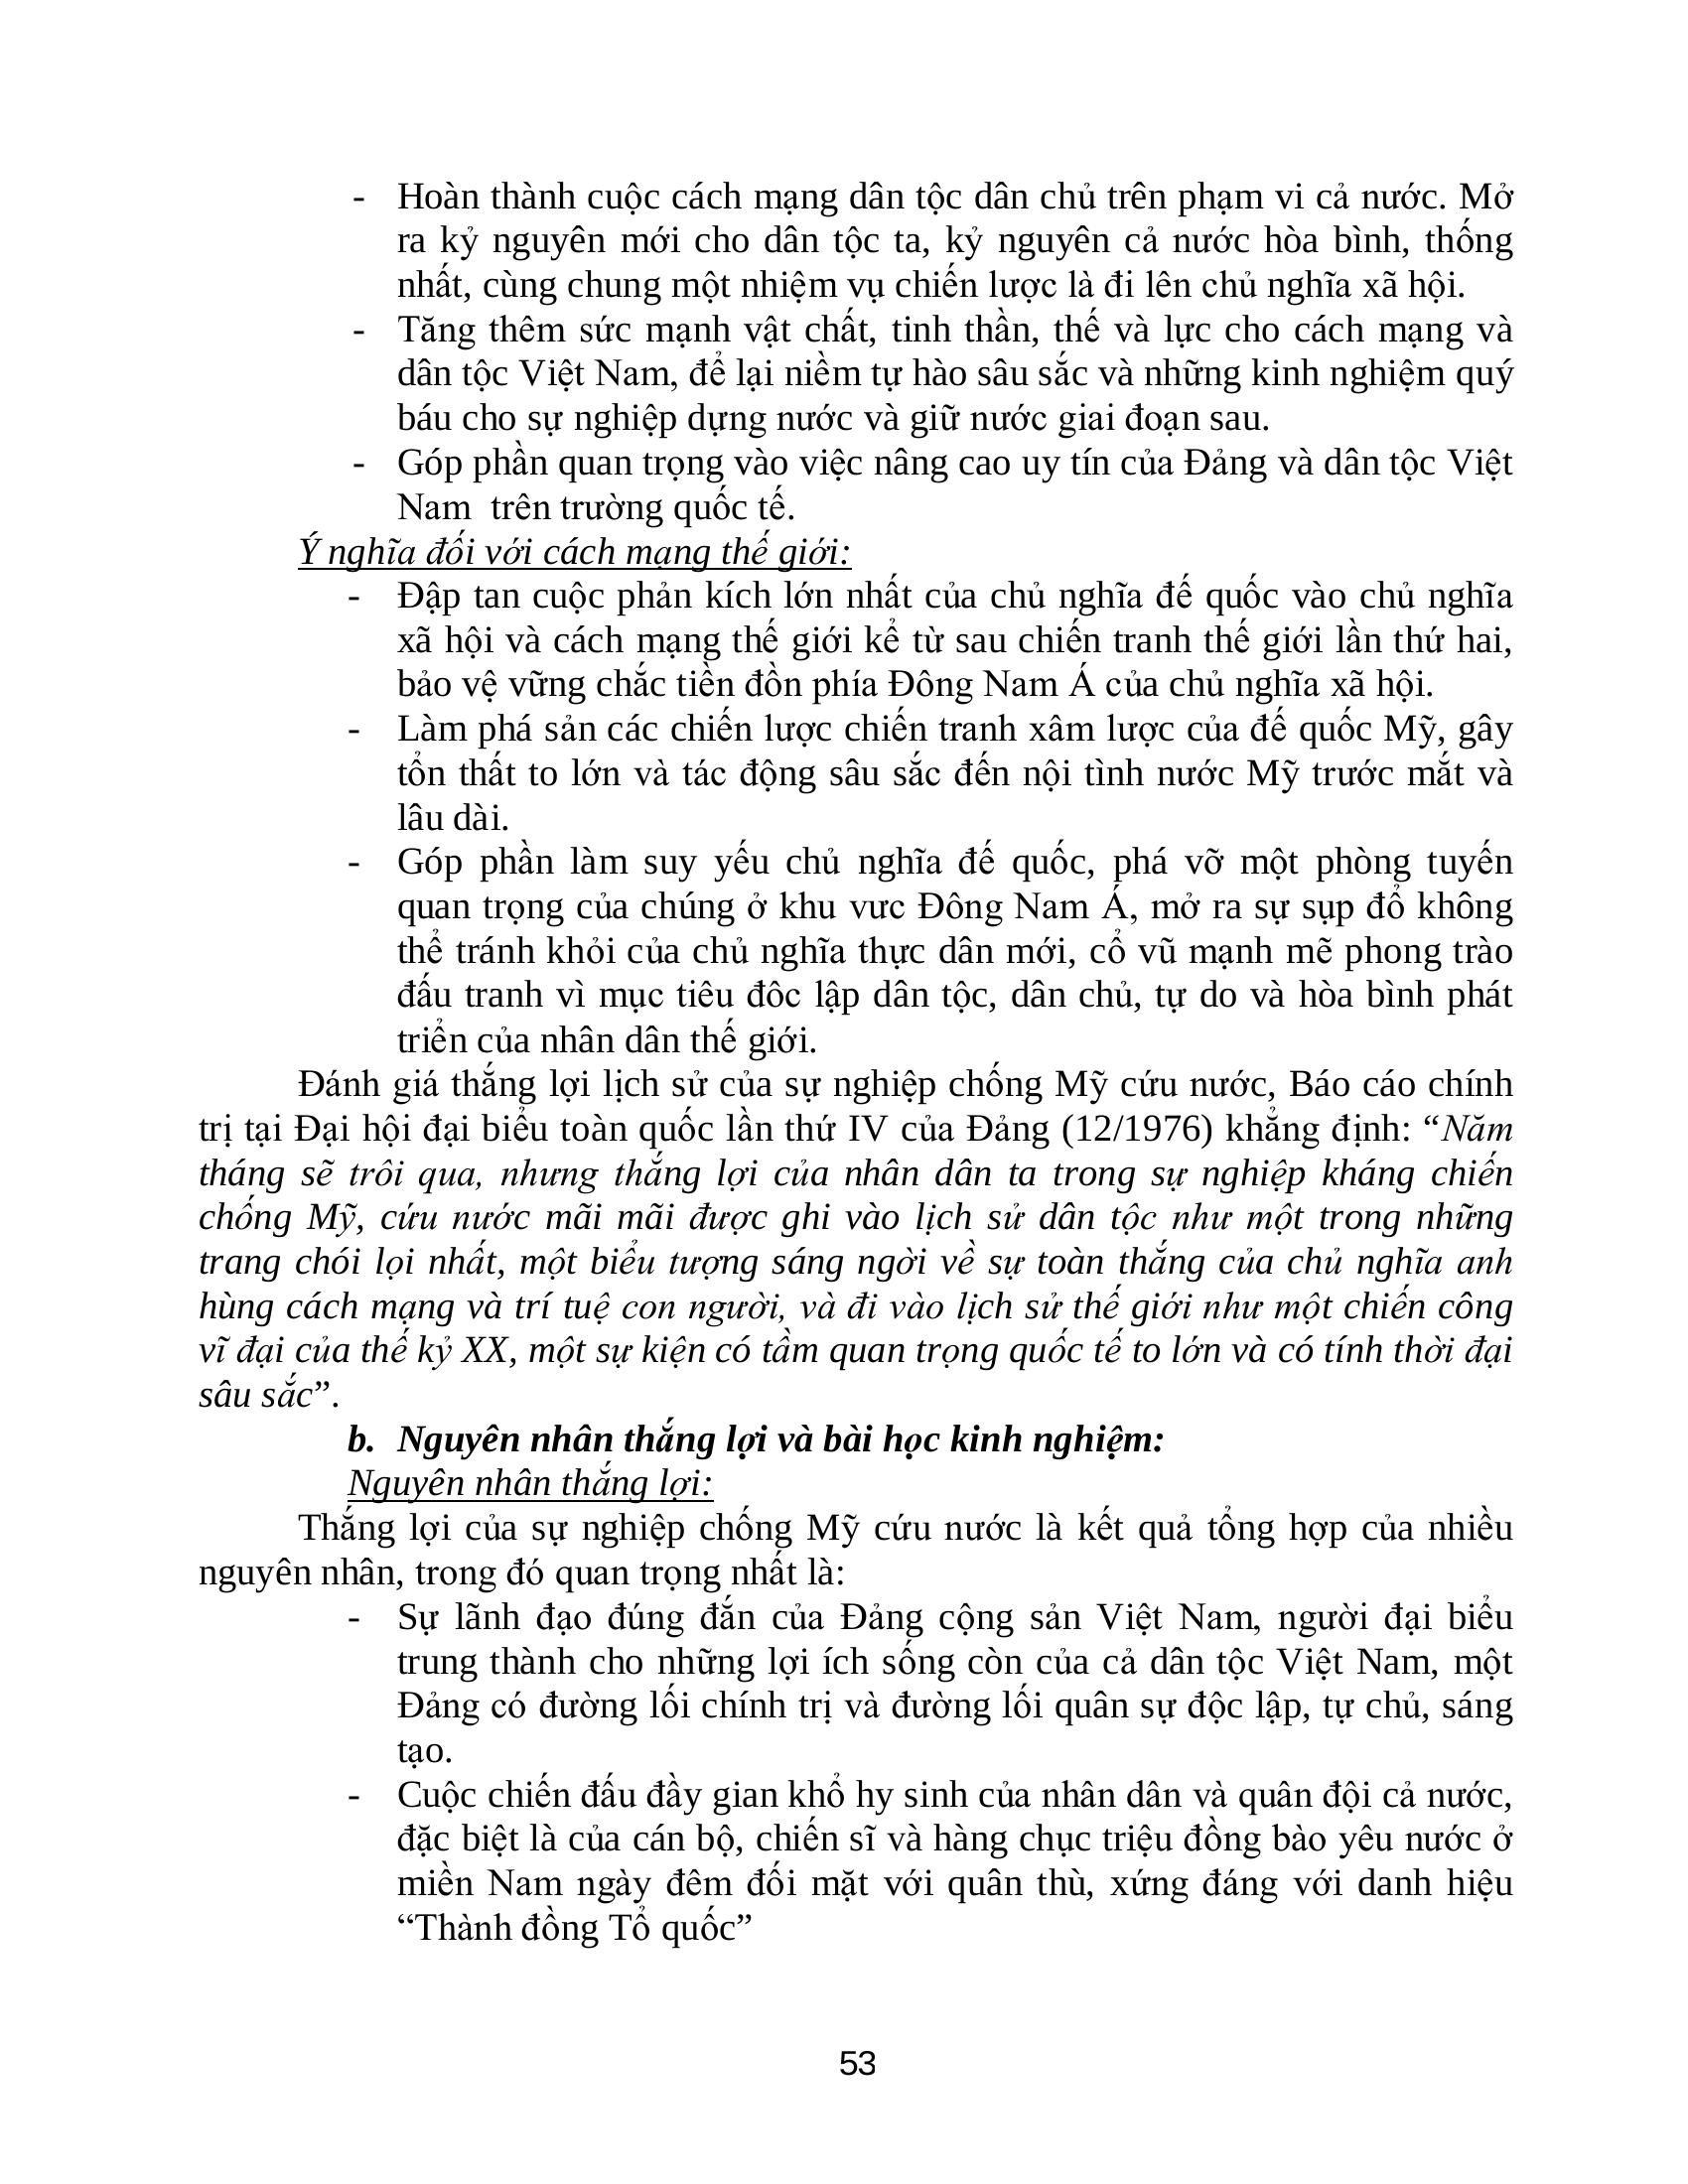 - Hoàn thành cuộc cách mạng dân tộc dân chủ trên phạm vi cả nước. Mở
ra kỷ nguyên mới cho dân tộc ta, kỷ nguyên cả nước hòa bình, thống
nhất, cùng chung một nhiệm vụ chiến lược là đi lên chủ nghĩa xã hội.
- Tăng thêm sức mạnh vật chất, tinh thần, thế và lực cho cách mạng và
dân tộc Việt Nam, để lại niềm tự hào sâu sắc và những kinh nghiệm quý
báu cho sự nghiệp dựng nước và giữ nước giai đoạn sau.
- Góp phần quan trọng vào việc nâng cao uy tín của Đảng và dân tộc Việt
Nam  trên trường quốc tế.
Ý nghĩa đối với cách mạng thế giới:
- Đập tan cuộc phản kích lớn nhất của chủ nghĩa đế quốc vào chủ nghĩa
xã hội và cách mạng thế giới kể từ sau chiến tranh thế giới lần thứ hai,
bảo vệ vững chắc tiền đồn phía Đông Nam Á của chủ nghĩa xã hội.
- Làm phá sản các chiến lược chiến tranh xâm lược của đế quốc Mỹ, gây
tổn thất to lớn và tác động sâu sắc đến nội tình nước Mỹ trước mắt và
lâu dài.
- Góp phần làm suy yếu chủ nghĩa đế quốc, phá vỡ một phòng tuyến
quan trọng của chúng ở khu vưc Đông Nam Á, mở ra sự sụp đổ không
thể tránh khỏi của chủ nghĩa thực dân mới, cổ vũ mạnh mẽ phong trào
đấu tranh vì mục tiêu đôc lập dân tộc, dân chủ, tự do và hòa bình phát
triển của nhân dân thế giới.
Đánh giá thắng lợi lịch sử của sự nghiệp chống Mỹ cứu nước, Báo cáo chính
trị tại Đại hội đại biểu toàn quốc lần thứ IV của Đảng (12/1976) khẳng định: “Năm
tháng sẽ trôi qua, nhưng thắng lợi của nhân dân ta trong sự nghiệp kháng chiến
chống Mỹ, cứu nước mãi mãi được ghi vào lịch sử dân tộc như một trong những
trang chói lọi nhất, một biểu tượng sáng ngời về sự toàn thắng của chủ nghĩa anh
hùng cách mạng và trí tuệ con người, và đi vào lịch sử thế giới như một chiến công
vĩ đại của thế kỷ XX, một sự kiện có tầm quan trọng quốc tế to lớn và có tính thời đại
sâu sắc”.
b. Nguyên nhân thắng lợi và bài học kinh nghiệm:
Nguyên nhân thắng lợi:
Thắng lợi của sự nghiệp chống Mỹ cứu nước là kết quả tổng hợp của nhiều
nguyên nhân, trong đó quan trọng nhất là:
- Sự lãnh đạo đúng đắn của Đảng cộng sản Việt Nam, người đại biểu
trung thành cho những lợi ích sống còn của cả dân tộc Việt Nam, một
Đảng có đường lối chính trị và đường lối quân sự độc lập, tự chủ, sáng
tạo.
- Cuộc chiến đấu đầy gian khổ hy sinh của nhân dân và quân đội cả nước,
đặc biệt là của cán bộ, chiến sĩ và hàng chục triệu đồng bào yêu nước ở
miền Nam ngày đêm đối mặt với quân thù, xứng đáng với danh hiệu
“Thành đồng Tổ quốc”
53